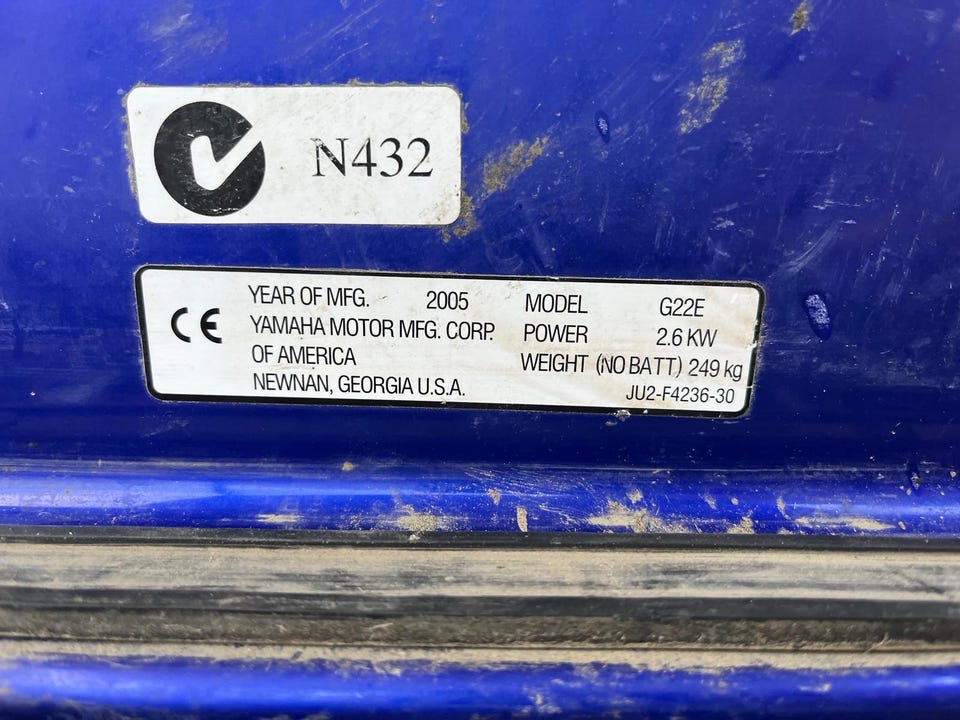 N432
CE
YEAR OF MFG. 2005
YAMAHA MOTOR MFG. CORP.
OF AMERICA
NEWNAN, GEORGIA U.S.A.
MODEL G22E
POWER 2.6 KW
WEIGHT (NO BATT) 249 kg
JU2-F4236-30